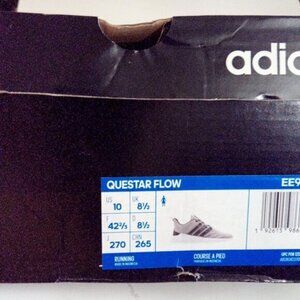 adid
QUESTAR FLOW
EE9
US 10 UK 8½
F 42⅔ D 8½
J 270 CHN 265
RUNNING
COURSE A PIED